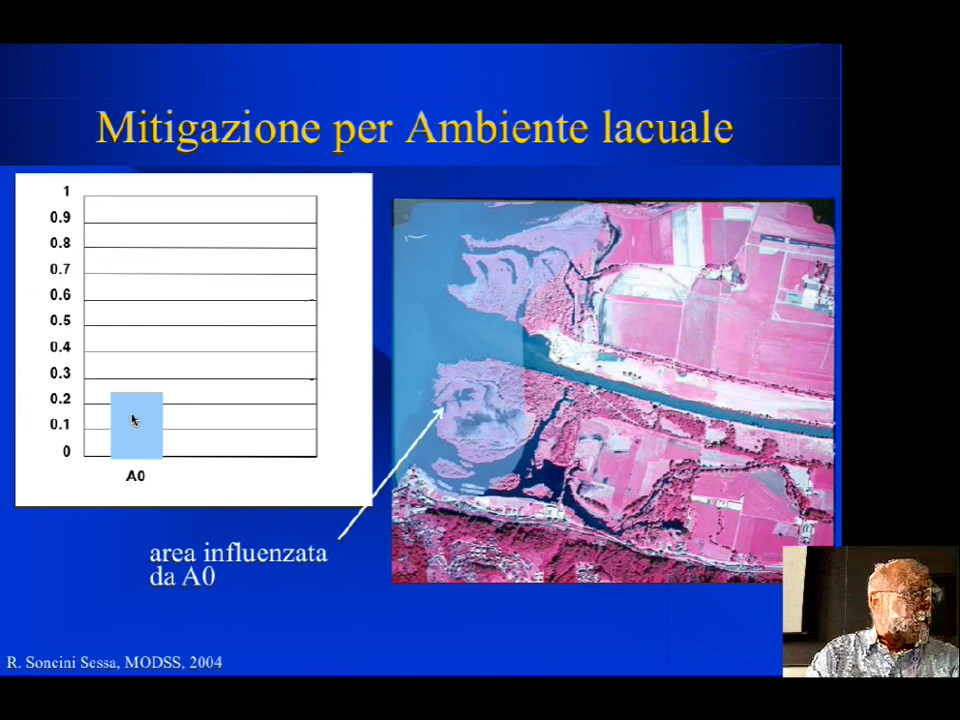 Mitigazione per Ambiente lacuale
1
0.9
0.8
0.7
0.6
0.5
0.4
0.3
0.2
0.1
0
A0
area influenzata
da A0
R. Soncini Sessa, MODSS, 2004